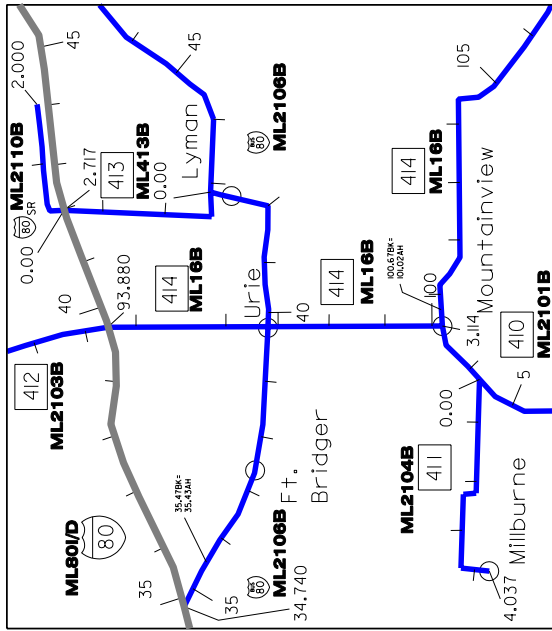 ML80I/D
80
412
ML2103B
ML2110B
2.000
0.00
80
SR
45
35
40
93.880
2.717
413
ML413B
0.00
414
ML16B
Lyman
45
35.47BK=
35.43AH
35
BUS
80
ML2106B
34.740
Ft.
Bridger
Urie
40
BUS
80
ML2106B
414
ML16B
414
ML16B
100.67BK=
101.02AH
100
105
ML2104B
411
0.00
3.114
Mountainview
Millburne
4.037
410
ML2101B
5